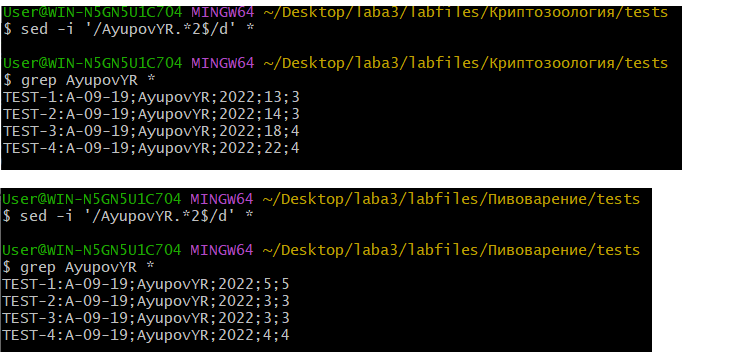 User@WIN-N5GN5U1C7O4 MINGW64 ~/Desktop/laba3/labfiles/Криптозоология/tests
$ sed -i '/AyupovYR.*2$/d' *
User@WIN-N5GN5U1C7O4 MINGW64 ~/Desktop/laba3/labfiles/Криптозоология/tests
$ grep AyupovYR *
TEST-1:A-09-19;AyupovYR;2022;13;3
TEST-2:A-09-19;AyupovYR;2022;14;3
TEST-3:A-09-19;AyupovYR;2022;18;4
TEST-4:A-09-19;AyupovYR;2022;22;4
User@WIN-N5GN5U1C7O4 MINGW64 ~/Desktop/laba3/labfiles/Пивоварение/tests
$ sed -i '/AyupovYR.*2$/d' *
User@WIN-N5GN5U1C7O4 MINGW64 ~/Desktop/laba3/labfiles/Пивоварение/tests
$ grep AyupovYR *
TEST-1:A-09-19;AyupovYR;2022;5;5
TEST-2:A-09-19;AyupovYR;2022;3;3
TEST-3:A-09-19;AyupovYR;2022;3;3
TEST-4:A-09-19;AyupovYR;2022;4;4